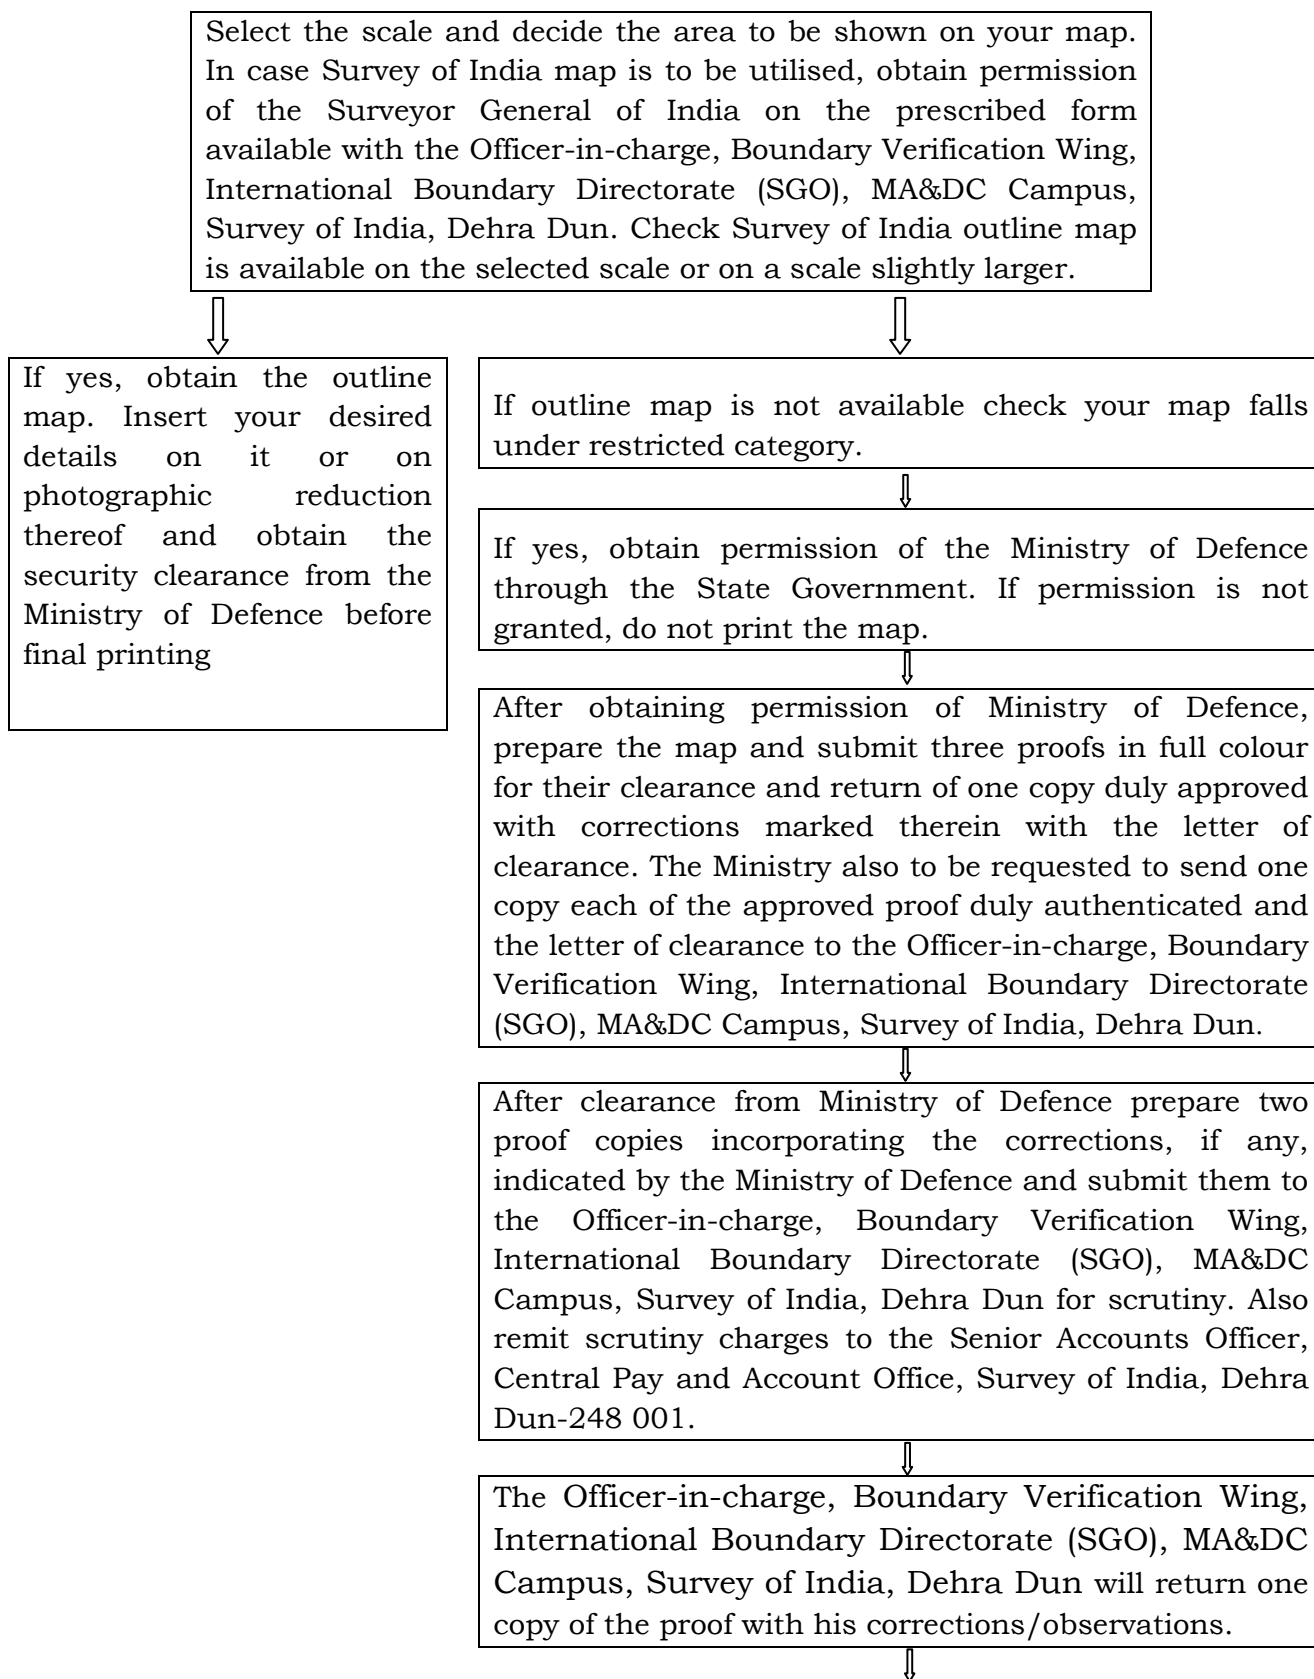 Select the scale and decide the area to be shown on your map.
In case Survey of India map is to be utilised, obtain permission
of the Surveyor General of India on the prescribed form
available with the Officer-in-charge, Boundary Verification Wing,
International Boundary Directorate (SGO), MA&DC Campus,
Survey of India, Dehra Dun. Check Survey of India outline map
is available on the selected scale or on a scale slightly larger.
If yes, obtain the outline
map. Insert your desired
details on it or on
photographic reduction
thereof and obtain the
security clearance from the
Ministry of Defence before
final printing
If outline map is not available check your map falls
under restricted category.
If yes, obtain permission of the Ministry of Defence
through the State Government. If permission is not
granted, do not print the map.
After obtaining permission of Ministry of Defence,
prepare the map and submit three proofs in full colour
for their clearance and return of one copy duly approved
with corrections marked therein with the letter of
clearance. The Ministry also to be requested to send one
copy each of the approved proof duly authenticated and
the letter of clearance to the Officer-in-charge, Boundary
Verification Wing, International Boundary Directorate
(SGO), MA&DC Campus, Survey of India, Dehra Dun.
After clearance from Ministry of Defence prepare two
proof copies incorporating the corrections, if any,
indicated by the Ministry of Defence and submit them to
the Officer-in-charge, Boundary Verification Wing,
International Boundary Directorate (SGO), MA&DC
Campus, Survey of India, Dehra Dun for scrutiny. Also
remit scrutiny charges to the Senior Accounts Officer,
Central Pay and Account Office, Survey of India, Dehra
Dun-248 001.
The Officer-in-charge, Boundary Verification Wing,
International Boundary Directorate (SGO), MA&DC
Campus, Survey of India, Dehra Dun will return one
copy of the proof with his corrections/observations.